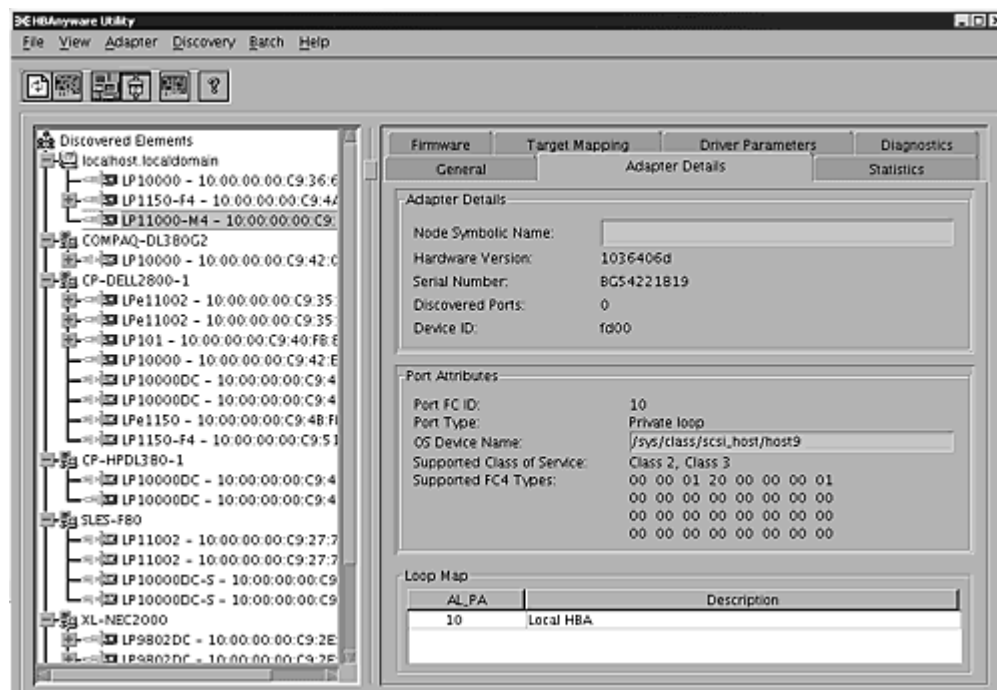 HBAnyware Utility
File View Adapter Discovery Batch Help
Discovered Elements
localhost.localdomain
LP10000 - 10:00:00:00:C9:36:6
LP1150-F4 - 10:00:00:00:C9:4A
LP11000-M4 - 10:00:00:00:C9:
COMPAQ-DL380G2
LP10000 - 10:00:00:00:C9:42:0
CP-DELL2800-1
LPe11002 - 10:00:00:00:C9:35:
LPe11002 - 10:00:00:00:C9:35:
LP101 - 10:00:00:00:C9:40:FB:E
LP10000 - 10:00:00:00:C9:42:E
LP10000DC - 10:00:00:00:C9:4
LP10000DC - 10:00:00:00:C9:4
LPe1150 - 10:00:00:00:C9:4B:F
LP1150-F4 - 10:00:00:00:C9:51
CP-HPDL380-1
LP10000DC - 10:00:00:00:C9:4
LP10000DC - 10:00:00:00:C9:4
SLES-F80
LP11002 - 10:00:00:00:C9:27:7
LP11002 - 10:00:00:00:C9:27:7
LP10000DC-S - 10:00:00:00:C9
LP10000DC-S - 10:00:00:00:C9
XL-NEC2000
LP9802DC - 10:00:00:00:C9:2E:
LP9802DC - 10:00:00:00:C9:2F:
Firmware Target Mapping Driver Parameters Diagnostics
General Adapter Details Statistics
Adapter Details
Node Symbolic Name:
Hardware Version: 1036406d
Serial Number: BG54221819
Discovered Ports: 0
Device ID: fd00
Port Attributes
Port FC ID: 10
Port Type: Private loop
OS Device Name: /sys/class/scsi_host/host9
Supported Class of Service: Class 2, Class 3
Supported FC4 Types: 00 00 01 20 00 00 00 01
00 00 00 00 00 00 00 00
00 00 00 00 00 00 00 00
00 00 00 00 00 00 00 00
Loop Map
AL_PA Description
10 Local HBA